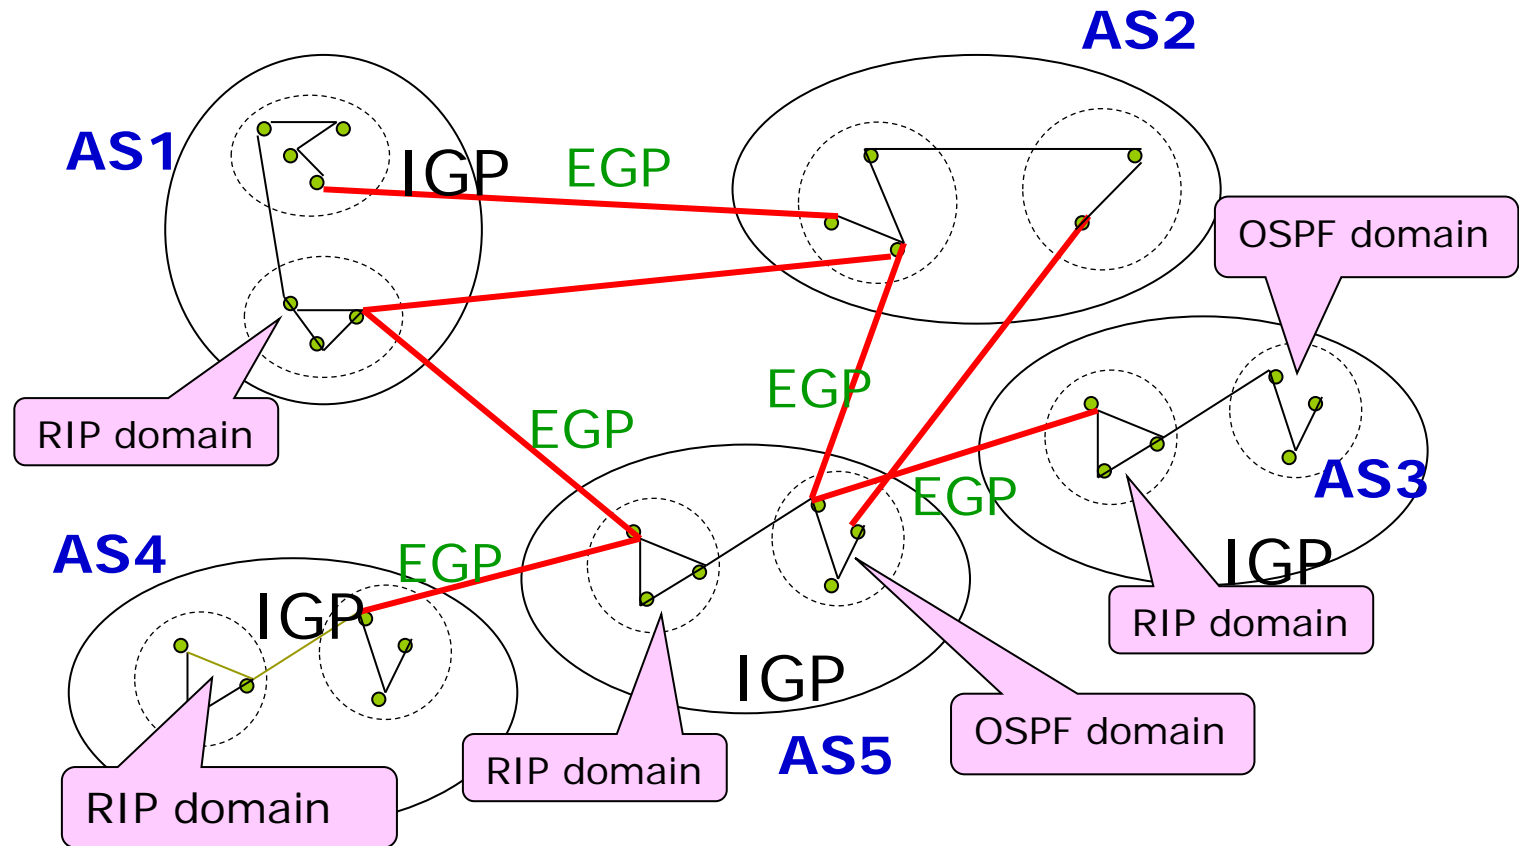 AS2
AS1
IGP
EGP
OSPF domain
EGP
RIP domain
EGP
EGP
AS3
AS4
EGP
IGP
IGP
RIP domain
IGP
OSPF domain
AS5
RIP domain
RIP domain